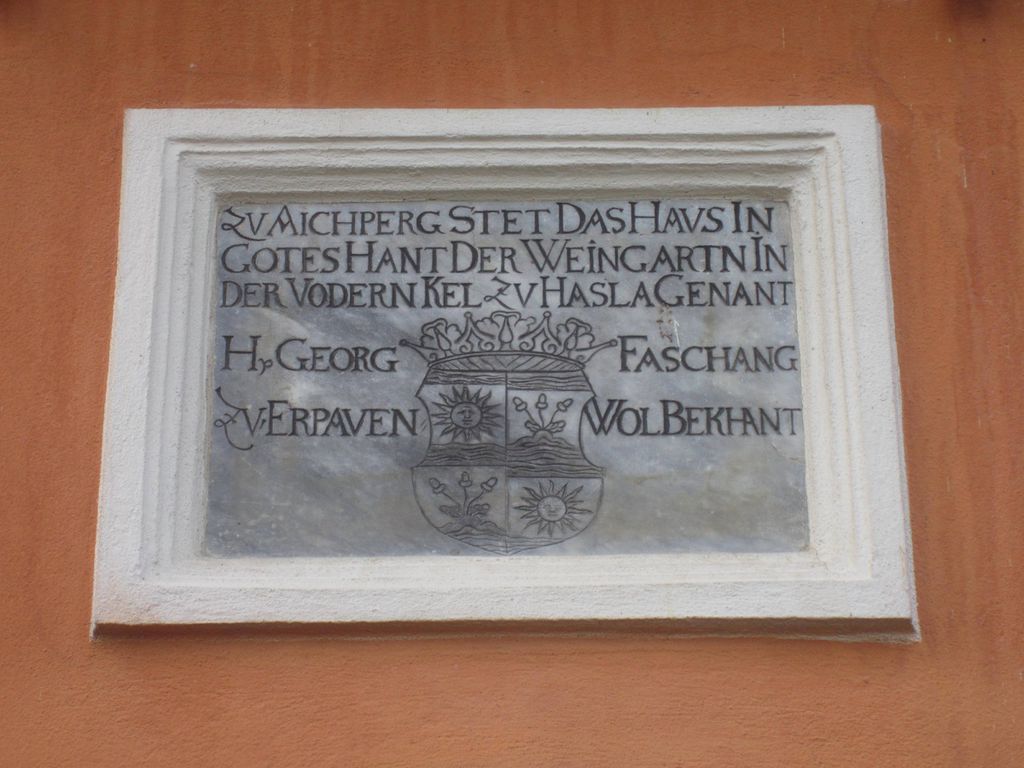 ZV AICHPERG STET DAS HAVS IN
GOTES HANT DER WEINGARTN IN
DER VODERN KEL ZV HASLA GENANT
Hr GEORG FASCHANG
ZV. ERPAVEN WOL BEKHANT